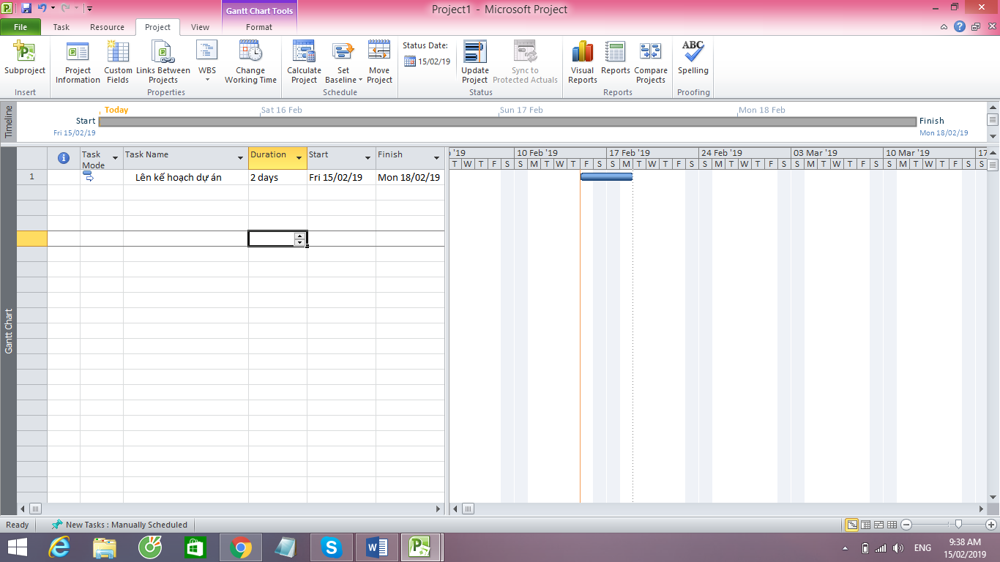 Gantt Chart Tools
Project1 - Microsoft Project
File Task Resource Project View Format
Subproject
Project Information
Custom Fields
Links Between Projects
WBS
Change Working Time
Calculate Project
Set Baseline
Move Project
Status Date:
15/02/19
Update Project
Sync to Protected Actuals
Visual Reports
Reports
Compare Projects
ABC
Spelling
Insert Properties Schedule Status Reports Proofing
Timeline
Today Sat 16 Feb Sun 17 Feb Mon 18 Feb
Start Finish
Fri 15/02/19 Mon 18/02/19
Gantt Chart
Task Mode Task Name Duration Start Finish
'19 10 Feb '19 17 Feb '19 24 Feb '19 03 Mar '19 10 Mar '19 17
T W T F S S M T W T F S S M T W T F S S M T W T F S S M T W T F S S M T W T F S S
1 Lên kế hoạch dự án 2 days Fri 15/02/19 Mon 18/02/19
Ready New Tasks : Manually Scheduled
ENG
9:38 AM
15/02/2019